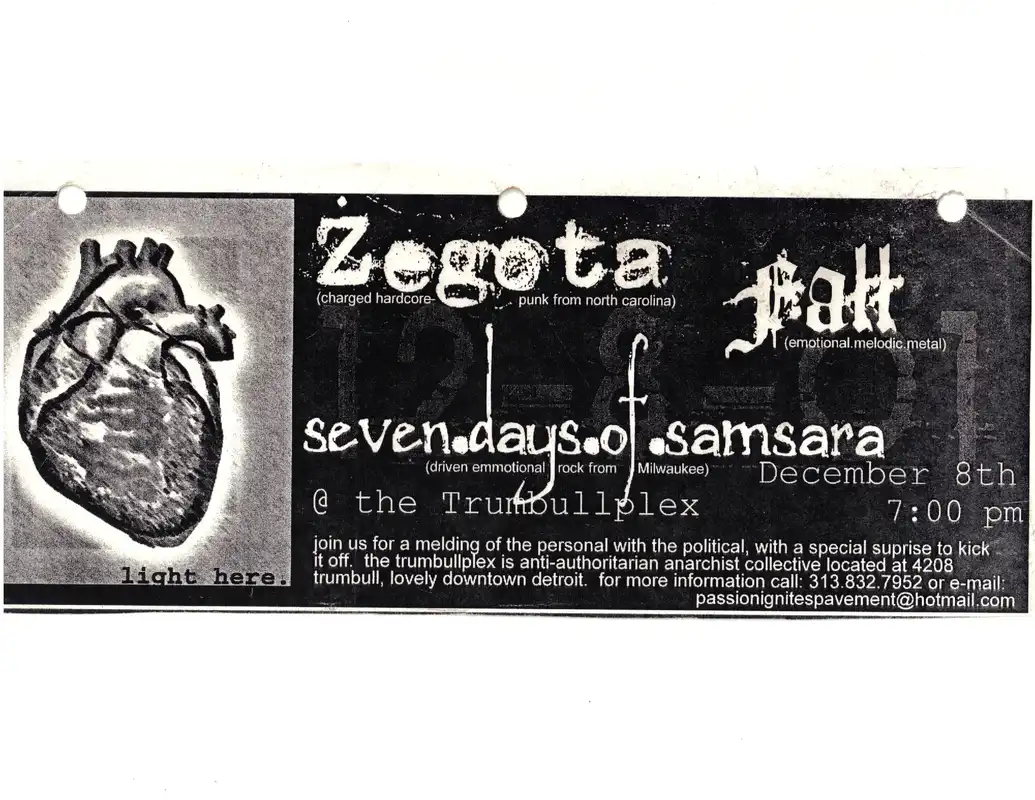 Żegota
(charged hardcore- punk from north carolina)
fall
(emotional.melodic.metal)
12-8-01
seven.days.of.samsara
(driven emmotional rock from Milwaukee)
December 8th
@ the Trumbullplex
7:00 pm
join us for a melding of the personal with the political, with a special suprise to kick
it off. the trumbullplex is anti-authoritarian anarchist collective located at 4208
trumbull, lovely downtown detroit. for more information call: 313.832.7952 or e-mail:
passionignitespavement@hotmail.com
light here.